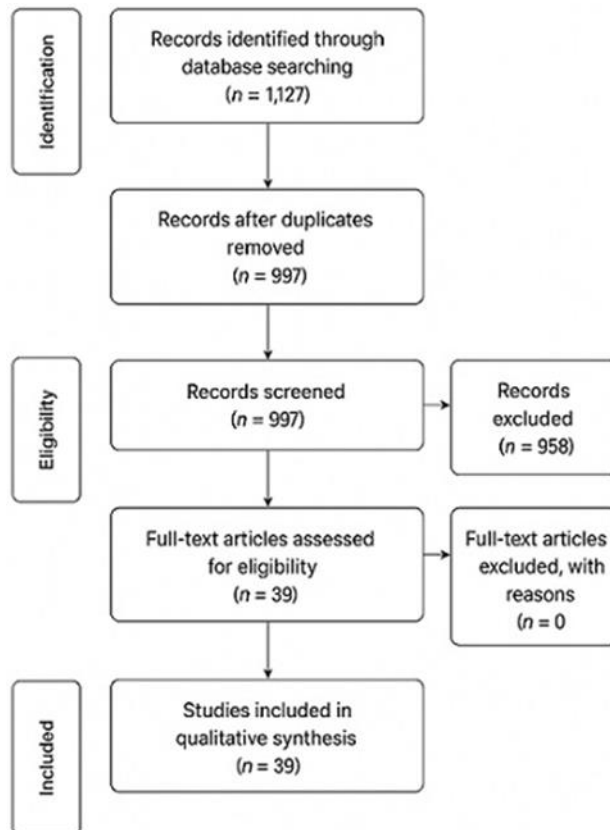 Identification
Records identified through
database searching
(n = 1,127)
Records after duplicates
removed
(n = 997)
Eligibility
Records screened
(n = 997)
Records
excluded
(n = 958)
Full-text articles assessed
for eligibility
(n = 39)
Full-text articles
excluded, with
reasons
(n = 0
Included
Studies included in
qualitative synthesis
(n = 39)